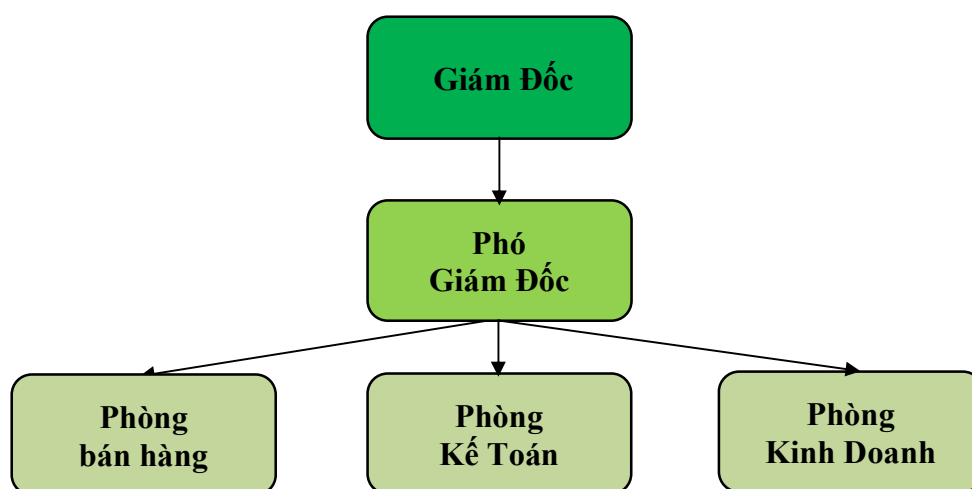 Giám Đốc
Phó
Giám Đốc
Phòng
bán hàng
Phòng
Kế Toán
Phòng
Kinh Doanh